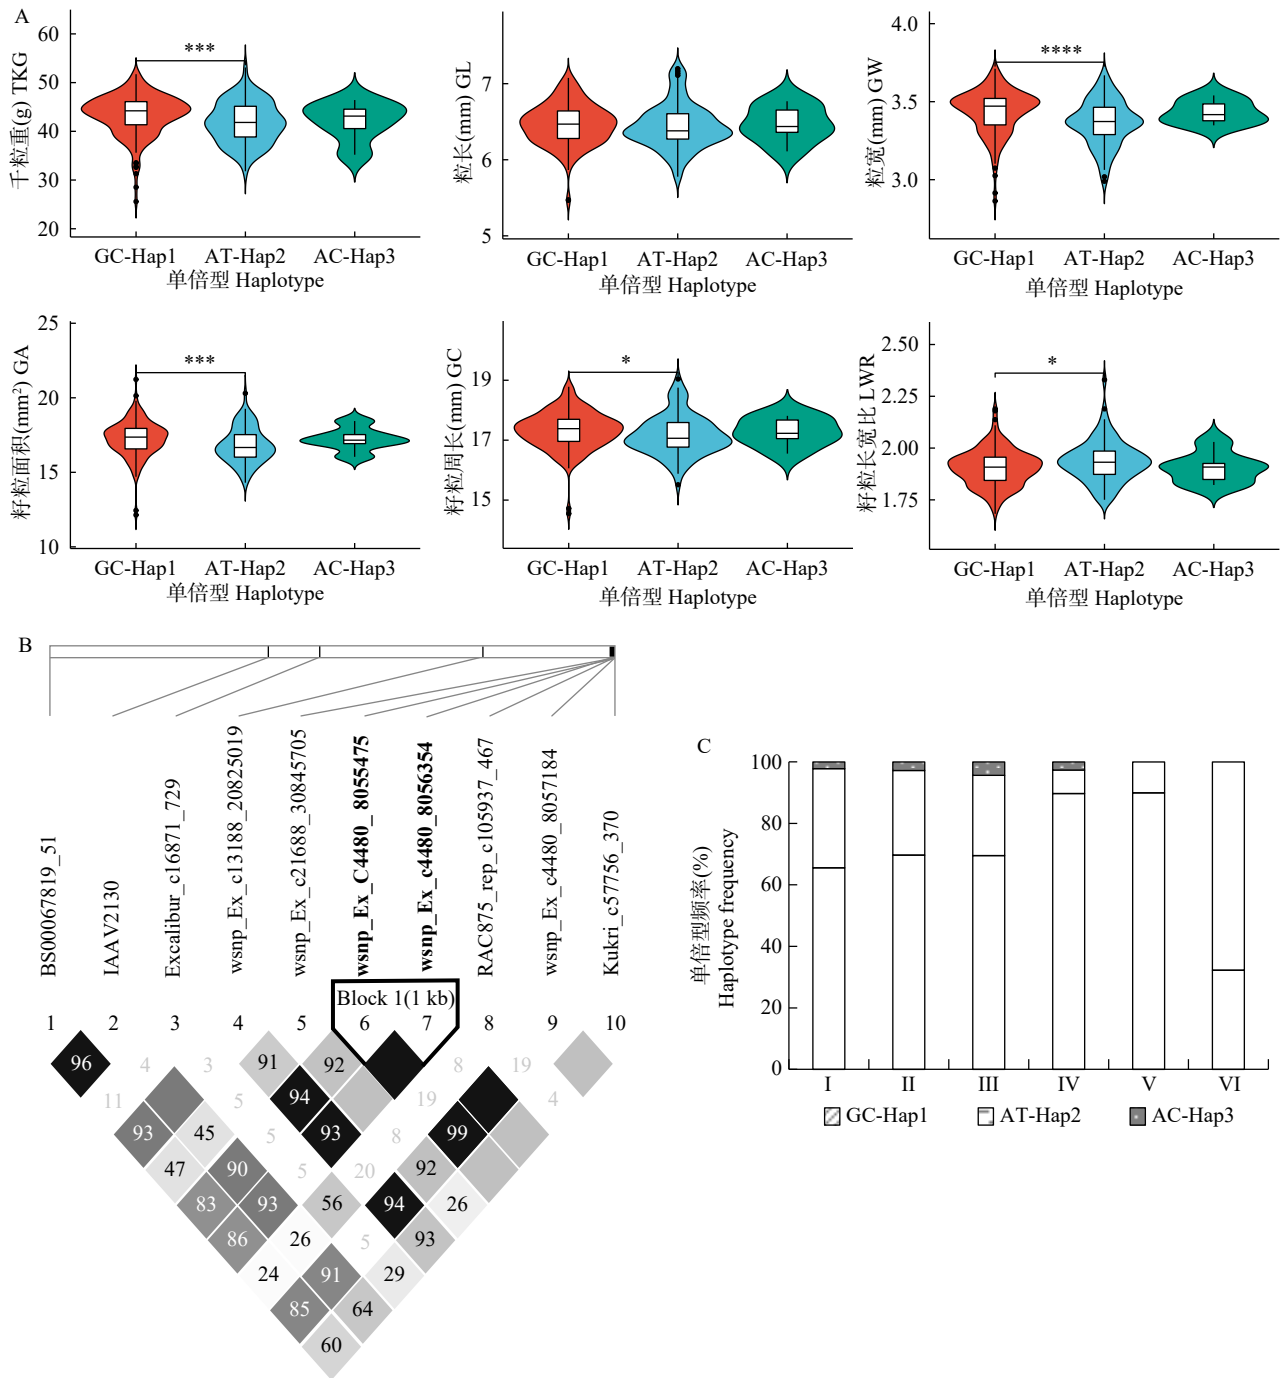 A
千粒重(g) TKG
60
50
40
30
20
***
GC-Hap1 AT-Hap2 AC-Hap3
单倍型 Haplotype
粒长(mm) GL
7
6
5
GC-Hap1 AT-Hap2 AC-Hap3
单倍型 Haplotype
粒宽(mm) GW
4.0
3.5
3.0
****
GC-Hap1 AT-Hap2 AC-Hap3
单倍型 Haplotype
籽粒面积(mm²) GA
25
20
15
10
***
GC-Hap1 AT-Hap2 AC-Hap3
单倍型 Haplotype
籽粒周长(mm) GC
19
17
15
*
GC-Hap1 AT-Hap2 AC-Hap3
单倍型 Haplotype
籽粒长宽比 LWR
2.50
2.25
2.00
1.75
*
GC-Hap1 AT-Hap2 AC-Hap3
单倍型 Haplotype
B
BS00067819_51
IAAV2130
Excalibur_c16871_729
wsnp_Ex_c13188_20825019
wsnp_Ex_c21688_30845705
wsnp_Ex_C4480_8055475
wsnp_Ex_c4480_8056354
RAC875_rep_c105937_467
wsnp_Ex_c4480_8057184
Kukri_c57756_370
Block 1(1 kb)
1 2 3 4 5 6 7 8 9 10
96 4 3 91 92 8 19
11 5 94 19 4
93 45 5 93 8 99
47 90 5 20 92
83 93 56 94 26
86 26 5 93
24 91 29
85 64
60
C
单倍型频率(%)
Haplotype frequency
100
80
60
40
20
0
I II III IV V VI
GC-Hap1 AT-Hap2 AC-Hap3